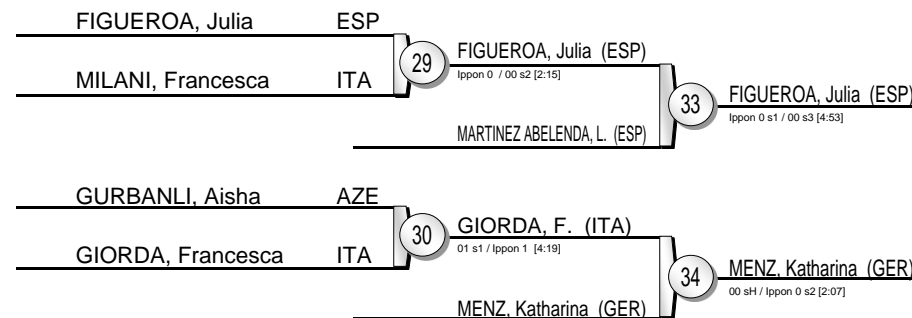 FIGUEROA, Julia ESP
MILANI, Francesca ITA
29
FIGUEROA, Julia (ESP)
Ippon 0 / 00 s2 [2:15]
MARTINEZ ABELENDA, L. (ESP)
33
FIGUEROA, Julia (ESP)
Ippon 0 s1 / 00 s3 [4:53]
GURBANLI, Aisha AZE
GIORDA, Francesca ITA
30
GIORDA, F. (ITA)
01 s1 / Ippon 1 [4:19]
MENZ, Katharina (GER)
34
MENZ, Katharina (GER)
00 sH / Ippon 0 s2 [2:07]